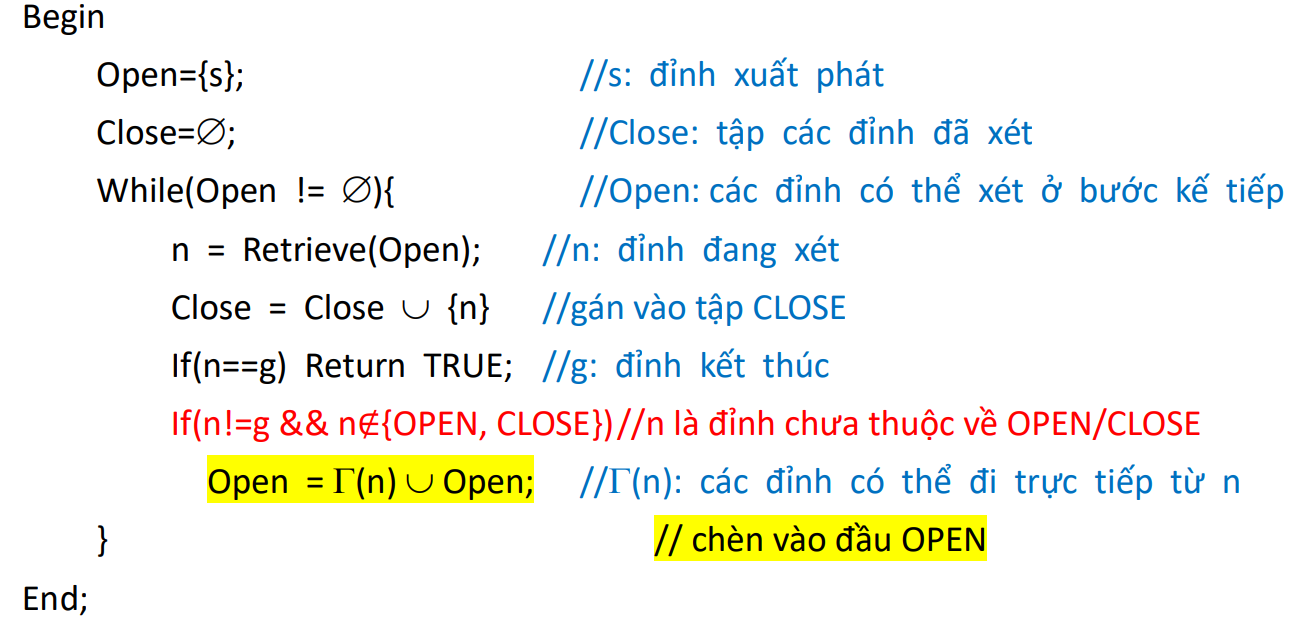 Begin
Open={s}; //s: đỉnh xuất phát
Close=∅; //Close: tập các đỉnh đã xét
While(Open != ∅){ //Open: các đỉnh có thể xét ở bước kế tiếp
n = Retrieve(Open); //n: đỉnh đang xét
Close = Close ∪ {n} //gán vào tập CLOSE
If(n==g) Return TRUE; //g: đỉnh kết thúc
If(n!=g && n∉{OPEN, CLOSE})//n là đỉnh chưa thuộc về OPEN/CLOSE
Open = Γ(n) ∪ Open; //Γ(n): các đỉnh có thể đi trực tiếp từ n
} // chèn vào đầu OPEN
End;